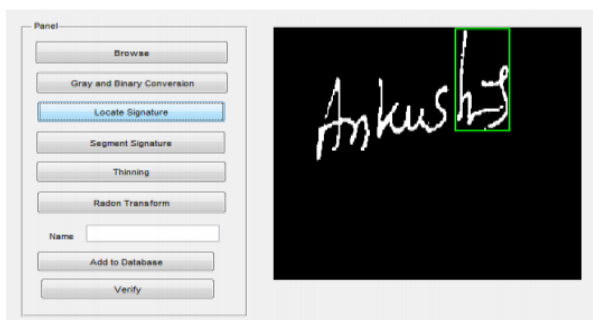 Panel
Browse
Gray and Binary Conversion
Locate Signature
Segment Signature
Thinning
Radon Transform
Name
Add to Database
Verify
Ankush